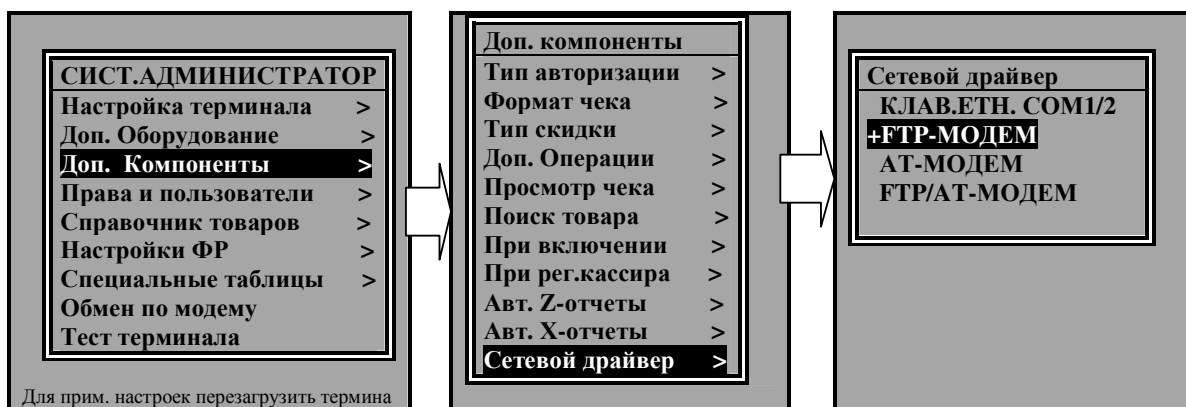 СИСТ.АДМИНИСТРАТОР
Настройка терминала >
Доп. Оборудование >
Доп. Компоненты >
Права и пользователи >
Справочник товаров >
Настройки ФР >
Специальные таблицы >
Обмен по модему
Тест терминала
Для прим. настроек перезагрузить термина
Доп. компоненты
Тип авторизации >
Формат чека >
Тип скидки >
Доп. Операции >
Просмотр чека >
Поиск товара >
При включении >
При рег.кассира >
Авт. Z-отчеты >
Авт. X-отчеты >
Сетевой драйвер >
Сетевой драйвер
КЛАВ.ETH. COM1/2
+FTP-МОДЕМ
AT-МОДЕМ
FTP/AT-МОДЕМ